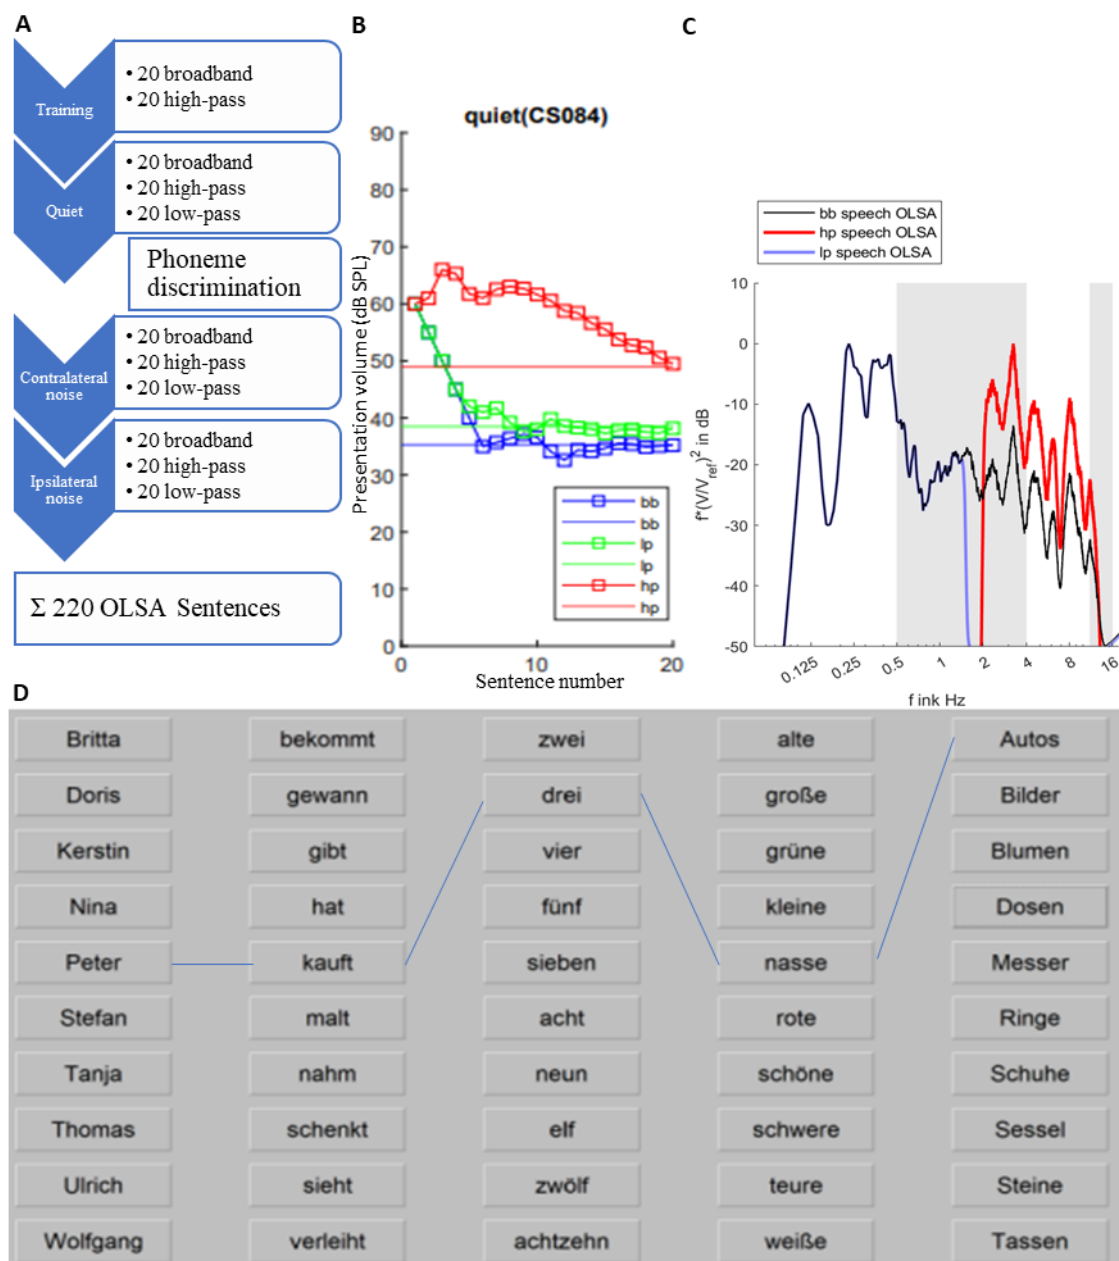 A
Training
• 20 broadband
• 20 high-pass
Quiet
• 20 broadband
• 20 high-pass
• 20 low-pass
Phoneme
discrimination
Contralateral
noise
• 20 broadband
• 20 high-pass
• 20 low-pass
Ipsilateral
noise
• 20 broadband
• 20 high-pass
• 20 low-pass
Σ 220 OLSA Sentences
B
quiet(CS084)
Presentation volume (dB SPL)
90
80
70
60
50
40
30
20
10
0
bb
bb
lp
lp
hp
hp
0 10 20
Sentence number
C
bb speech OLSA
hp speech OLSA
lp speech OLSA
f*(V/V_ref)² in dB
10
0
-10
-20
-30
-40
-50
0.125 0.25 0.5 1 2 4 8 16
f ink Hz
D
Britta bekommt zwei alte Autos
Doris gewann drei große Bilder
Kerstin gibt vier grüne Blumen
Nina hat fünf kleine Dosen
Peter kauft sieben nasse Messer
Stefan malt acht rote Ringe
Tanja nahm neun schöne Schuhe
Thomas schenkt elf schwere Sessel
Ulrich sieht zwölf teure Steine
Wolfgang verleiht achtzehn weiße Tassen